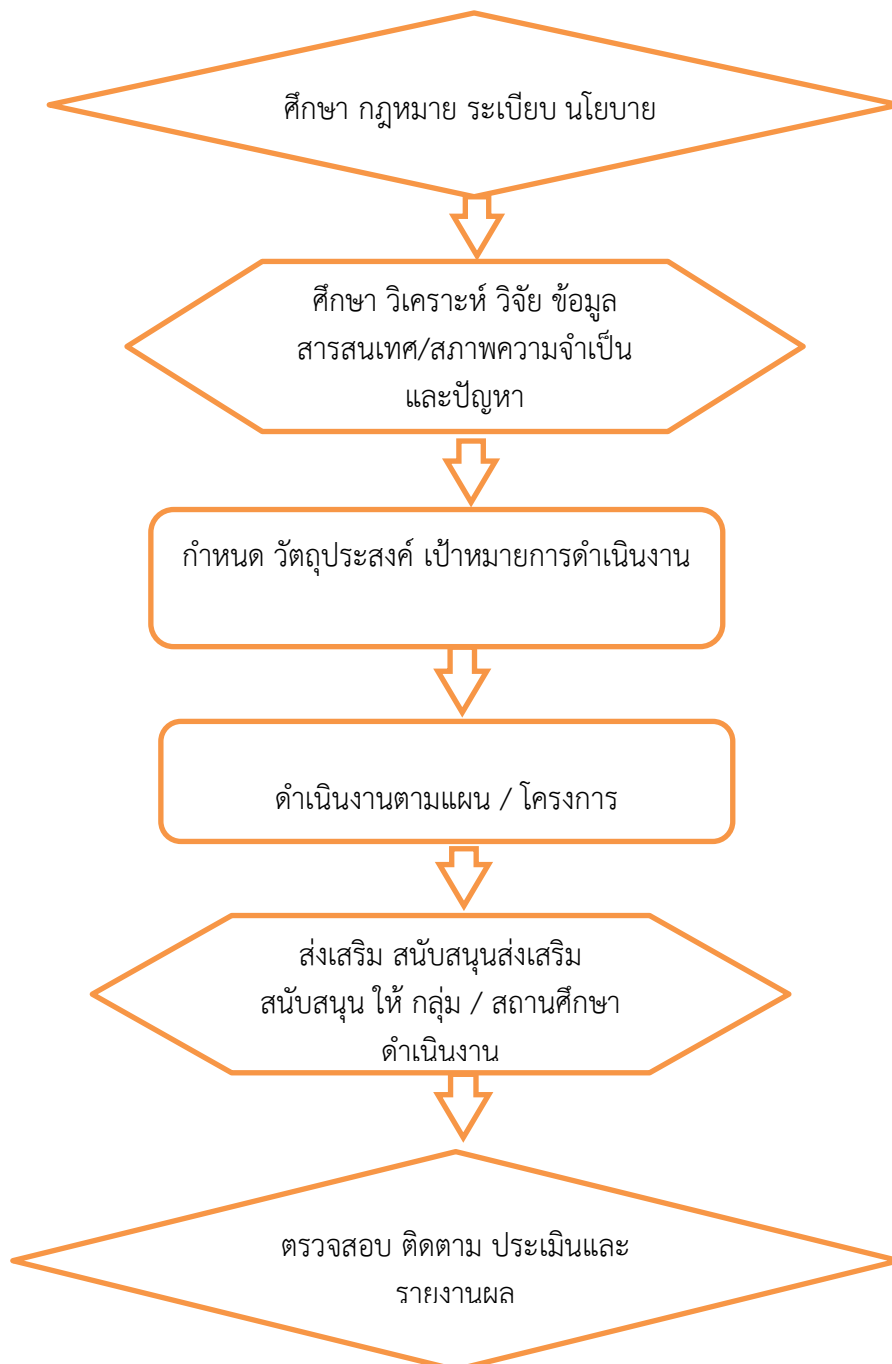 ศึกษา กฎหมาย ระเบียบ นโยบาย
ศึกษา วิเคราะห์ วิจัย ข้อมูล
สารสนเทศ/สภาพความจำเป็น
และปัญหา
กำหนด วัตถุประสงค์ เป้าหมายการดำเนินงาน
ดำเนินงานตามแผน / โครงการ
ส่งเสริม สนับสนุนส่งเสริม
สนับสนุน ให้ กลุ่ม / สถานศึกษา
ดำเนินงาน
ตรวจสอบ ติดตาม ประเมินและ
รายงานผล